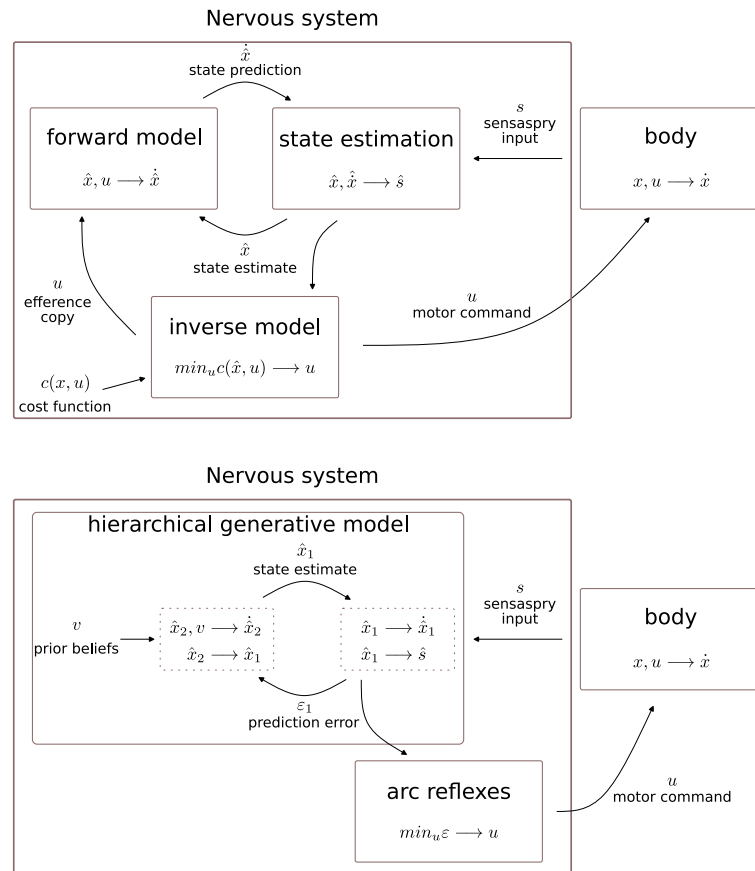 Nervous system
ẋ̂
state prediction
forward model
x̂, u ⟶ ẋ̂
state estimation
x̂, ẋ̂ ⟶ ŝ
s
sensaspry
input
body
x, u ⟶ ẋ
x̂
state estimate
u
efference
copy
inverse model
min_u c(x̂, u) ⟶ u
u
motor command
c(x, u)
cost function
Nervous system
hierarchical generative model
x̂₁
state estimate
v
prior beliefs
x̂₂, v ⟶ ẋ̂₂
x̂₂ ⟶ x̂₁
x̂₁ ⟶ ẋ̂₁
x̂₁ ⟶ ŝ
s
sensaspry
input
body
x, u ⟶ ẋ
ε₁
prediction error
arc reflexes
min_u ε ⟶ u
u
motor command